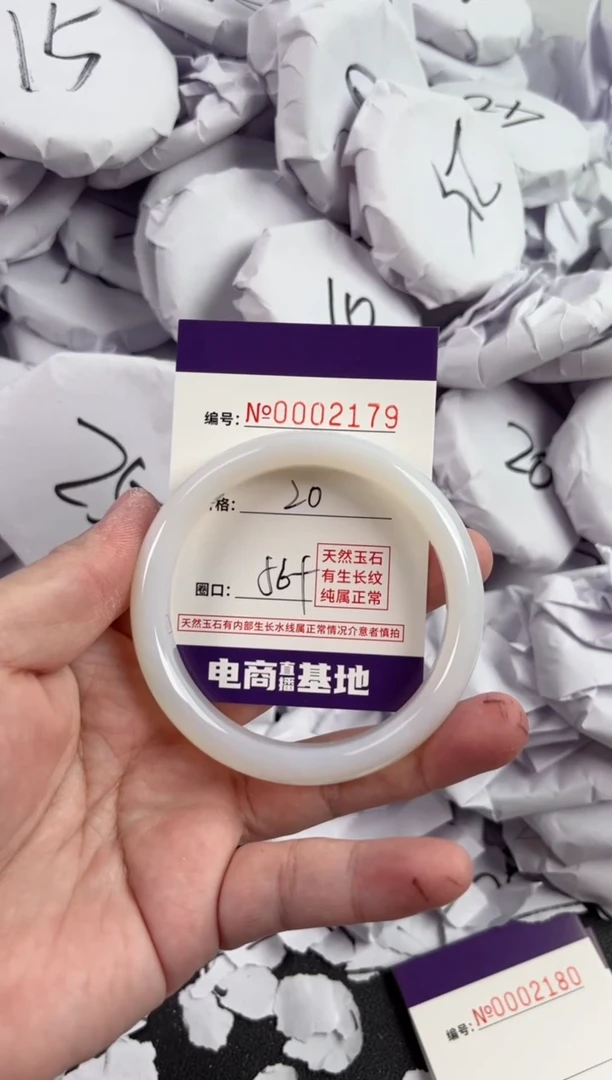 15
10
20
编号: №0002179
格: 20
天然玉石
有生长纹
纯属正常
圈口: 56+
天然玉石有内部生长水线属正常情况介意者慎拍
电商直播基地
编号: №0002180